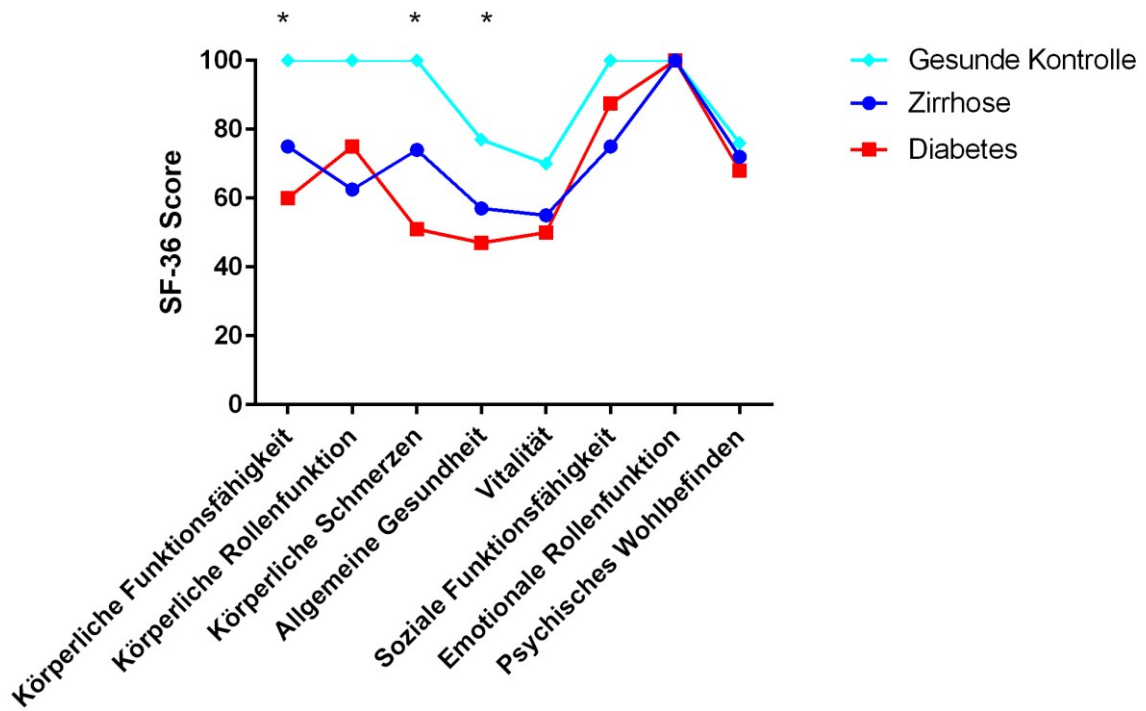 * * *
Gesunde Kontrolle
Zirrhose
Diabetes
SF-36 Score
100
80
60
40
20
0
Körperliche Funktionsfähigkeit
Körperliche Rollenfunktion
Körperliche Schmerzen
Allgemeine Gesundheit
Vitalität
Soziale Funktionsfähigkeit
Emotionale Rollenfunktion
Psychisches Wohlbefinden